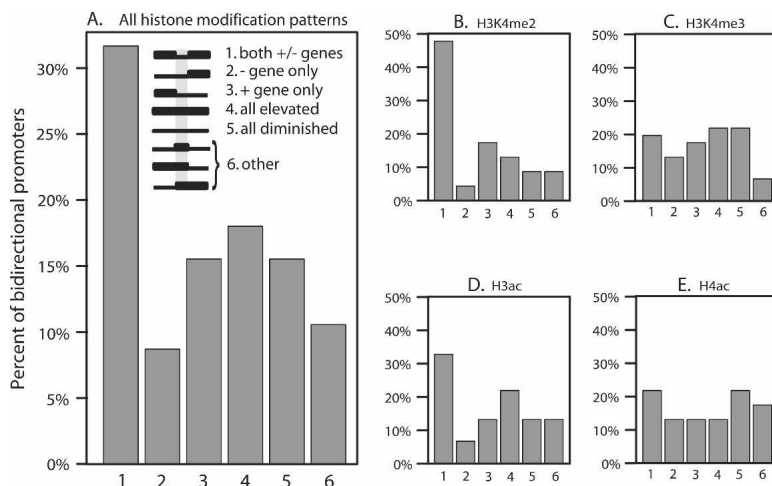 A. All histone modification patterns
Percent of bidirectional promoters
30%
25%
20%
15%
10%
5%
0%
1. both +/- genes
2. - gene only
3. + gene only
4. all elevated
5. all diminished
6. other
1 2 3 4 5 6
B. H3K4me2
50%
40%
30%
20%
10%
0%
1 2 3 4 5 6
C. H3K4me3
50%
40%
30%
20%
10%
0%
1 2 3 4 5 6
D. H3ac
50%
40%
30%
20%
10%
0%
1 2 3 4 5 6
E. H4ac
50%
40%
30%
20%
10%
0%
1 2 3 4 5 6